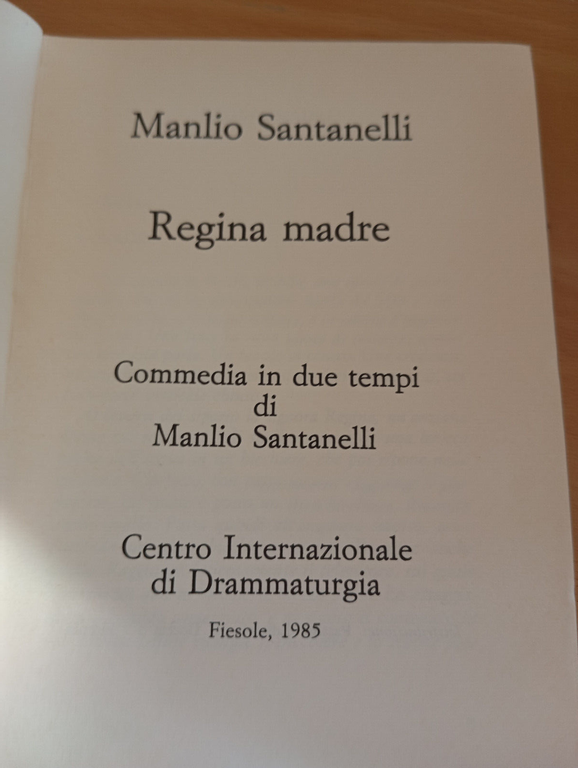 Manlio Santanelli
Regina madre
Commedia in due tempi
di
Manlio Santanelli
Centro Internazionale
di Drammaturgia
Fiesole, 1985